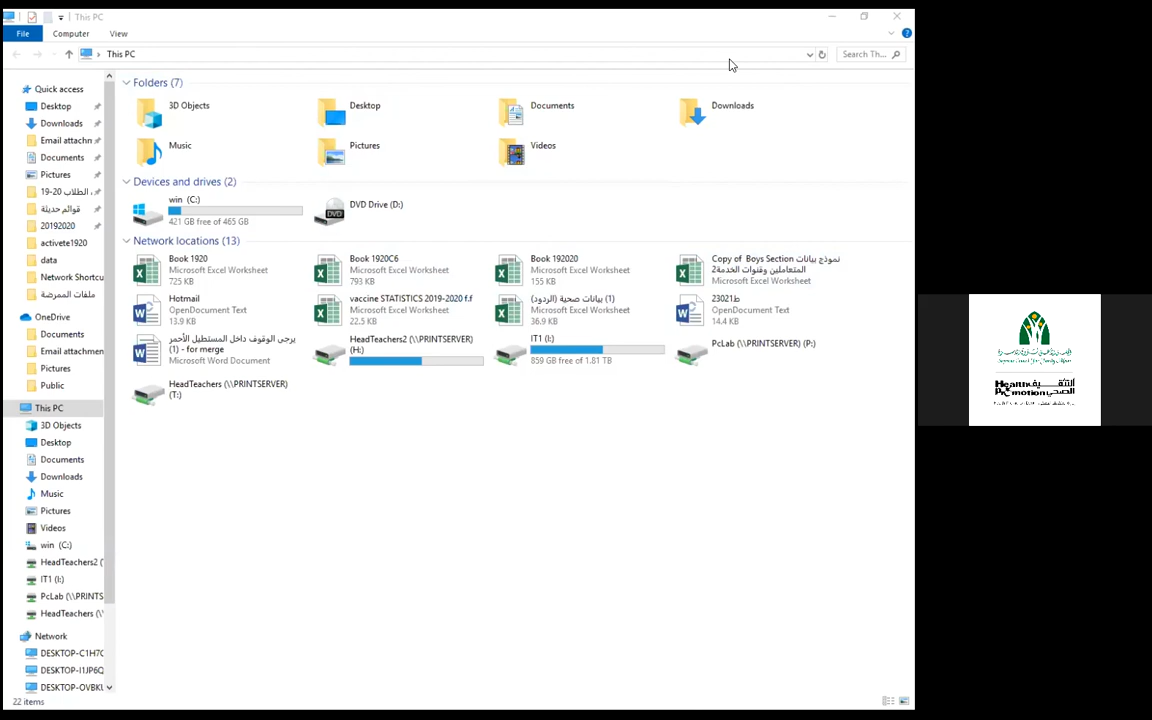 This PC
File
Computer
View
This PC
Search Th...
Quick access
Desktop
Downloads
Email attachn
Documents
Pictures
الطلاب 20-19
قوائم حديثة
20192020
activete1920
data
Network Shortcu
ملفات الممرضة
OneDrive
Documents
Email attachmen
Pictures
Public
This PC
3D Objects
Desktop
Documents
Downloads
Music
Pictures
Videos
win (C:)
HeadTeachers2 (
IT1 (I:)
PcLab (\\PRINTS
HeadTeachers (\\
Network
DESKTOP-C1H7C
DESKTOP-I1JP6Q
DESKTOP-OVBKU
22 items
Folders (7)
3D Objects
Desktop
Documents
Downloads
Music
Pictures
Videos
Devices and drives (2)
win (C:)
421 GB free of 465 GB
DVD Drive (D:)
DVD
Network locations (13)
Book 1920
Microsoft Excel Worksheet
725 KB
Book 1920C6
Microsoft Excel Worksheet
793 KB
Book 192020
Microsoft Excel Worksheet
155 KB
Copy of Boys Section نموذج بيانات
المتعاملين وقنوات الخدمة2
Microsoft Excel Worksheet
Hotmail
OpenDocument Text
13.9 KB
vaccine STATISTICS 2019-2020 f.f
Microsoft Excel Worksheet
22.5 KB
بيانات صحية (الردود) (1)
Microsoft Excel Worksheet
36.9 KB
ط23021
OpenDocument Text
14.4 KB
يرجى الوقوف داخل المستطيل الأحمر
(1) - for merge
Microsoft Word Document
HeadTeachers2 (\\PRINTSERVER)
(H:)
IT1 (I:)
859 GB free of 1.81 TB
PcLab (\\PRINTSERVER) (P:)
HeadTeachers (\\PRINTSERVER)
(T:)
Health التثقيف
Promotion الصحي